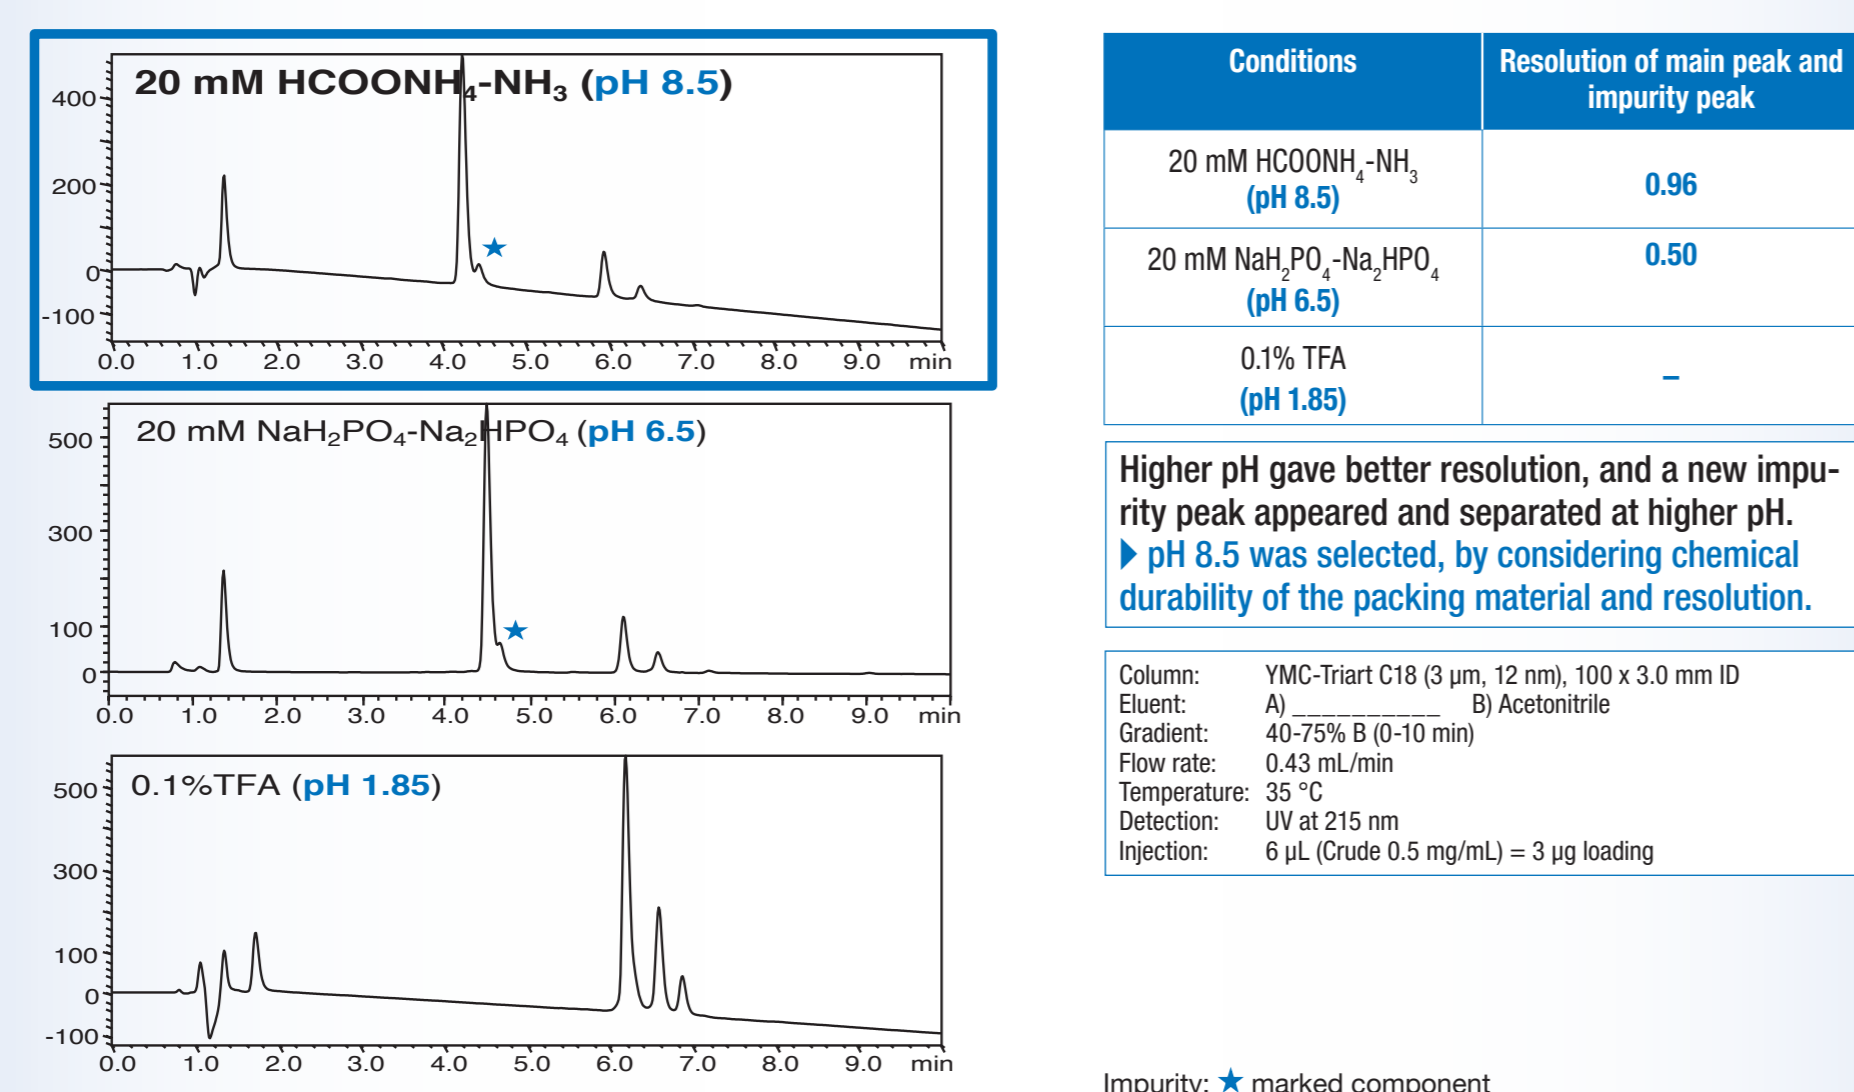 20 mM HCOONH₄-NH₃ (pH 8.5)
400
200
0
-100
0.0 1.0 2.0 3.0 4.0 5.0 6.0 7.0 8.0 9.0 min
20 mM NaH₂PO₄-Na₂HPO₄ (pH 6.5)
500
300
100
0
0.0 1.0 2.0 3.0 4.0 5.0 6.0 7.0 8.0 9.0 min
0.1%TFA (pH 1.85)
500
300
100
0
-100
0.0 1.0 2.0 3.0 4.0 5.0 6.0 7.0 8.0 9.0 min
Conditions
Resolution of main peak and
impurity peak
20 mM HCOONH₄-NH₃
(pH 8.5)
0.96
20 mM NaH₂PO₄-Na₂HPO₄
(pH 6.5)
0.50
0.1% TFA
(pH 1.85)
–
Higher pH gave better resolution, and a new impu-
rity peak appeared and separated at higher pH.
pH 8.5 was selected, by considering chemical
durability of the packing material and resolution.
Column: YMC-Triart C18 (3 µm, 12 nm), 100 x 3.0 mm ID
Eluent: A) __________ B) Acetonitrile
Gradient: 40-75% B (0-10 min)
Flow rate: 0.43 mL/min
Temperature: 35 °C
Detection: UV at 215 nm
Injection: 6 µL (Crude 0.5 mg/mL) = 3 µg loading
Impurity: ★ marked component